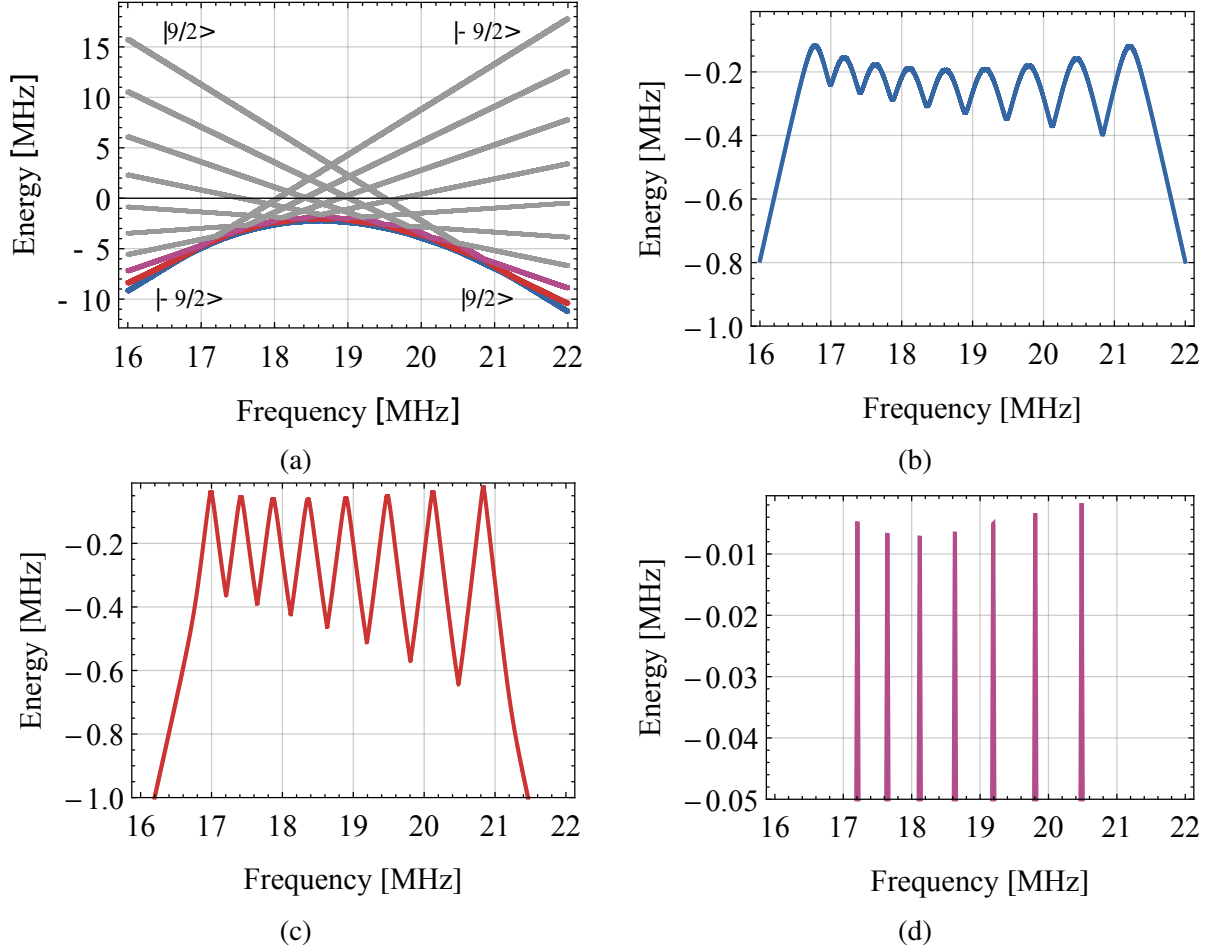 |9/2>
|- 9/2>
15
10
5
0
-5
- 10
|- 9/2>
|9/2>
16 17 18 19 20 21 22
Energy [MHz]
Frequency [MHz]
(a)
−0.2
−0.4
−0.6
−0.8
−1.0
16 17 18 19 20 21 22
Energy [MHz]
Frequency [MHz]
(b)
−0.2
−0.4
−0.6
−0.8
−1.0
16 17 18 19 20 21 22
Energy [MHz]
Frequency [MHz]
(c)
−0.01
−0.02
−0.03
−0.04
−0.05
16 17 18 19 20 21 22
Energy [MHz]
Frequency [MHz]
(d)